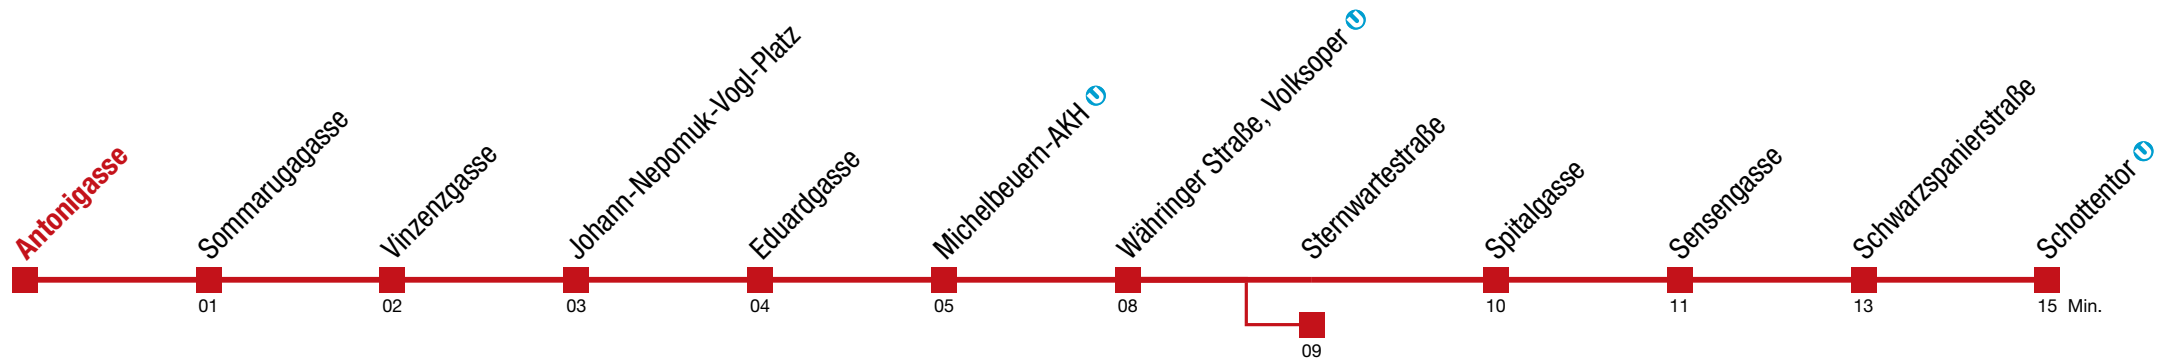 Antonigasse
Sommarugagasse
Vinzenzgasse
Johann-Nepomuk-Vogl-Platz
Eduardgasse
Michelbeuern-AKH U
Währinger Straße, Volksoper U
Sternwartestraße
Spitalgasse
Sensengasse
Schwarzspanierstraße
Schottentor U
01 02 03 04 05 08 10 11 13 15 Min.
09